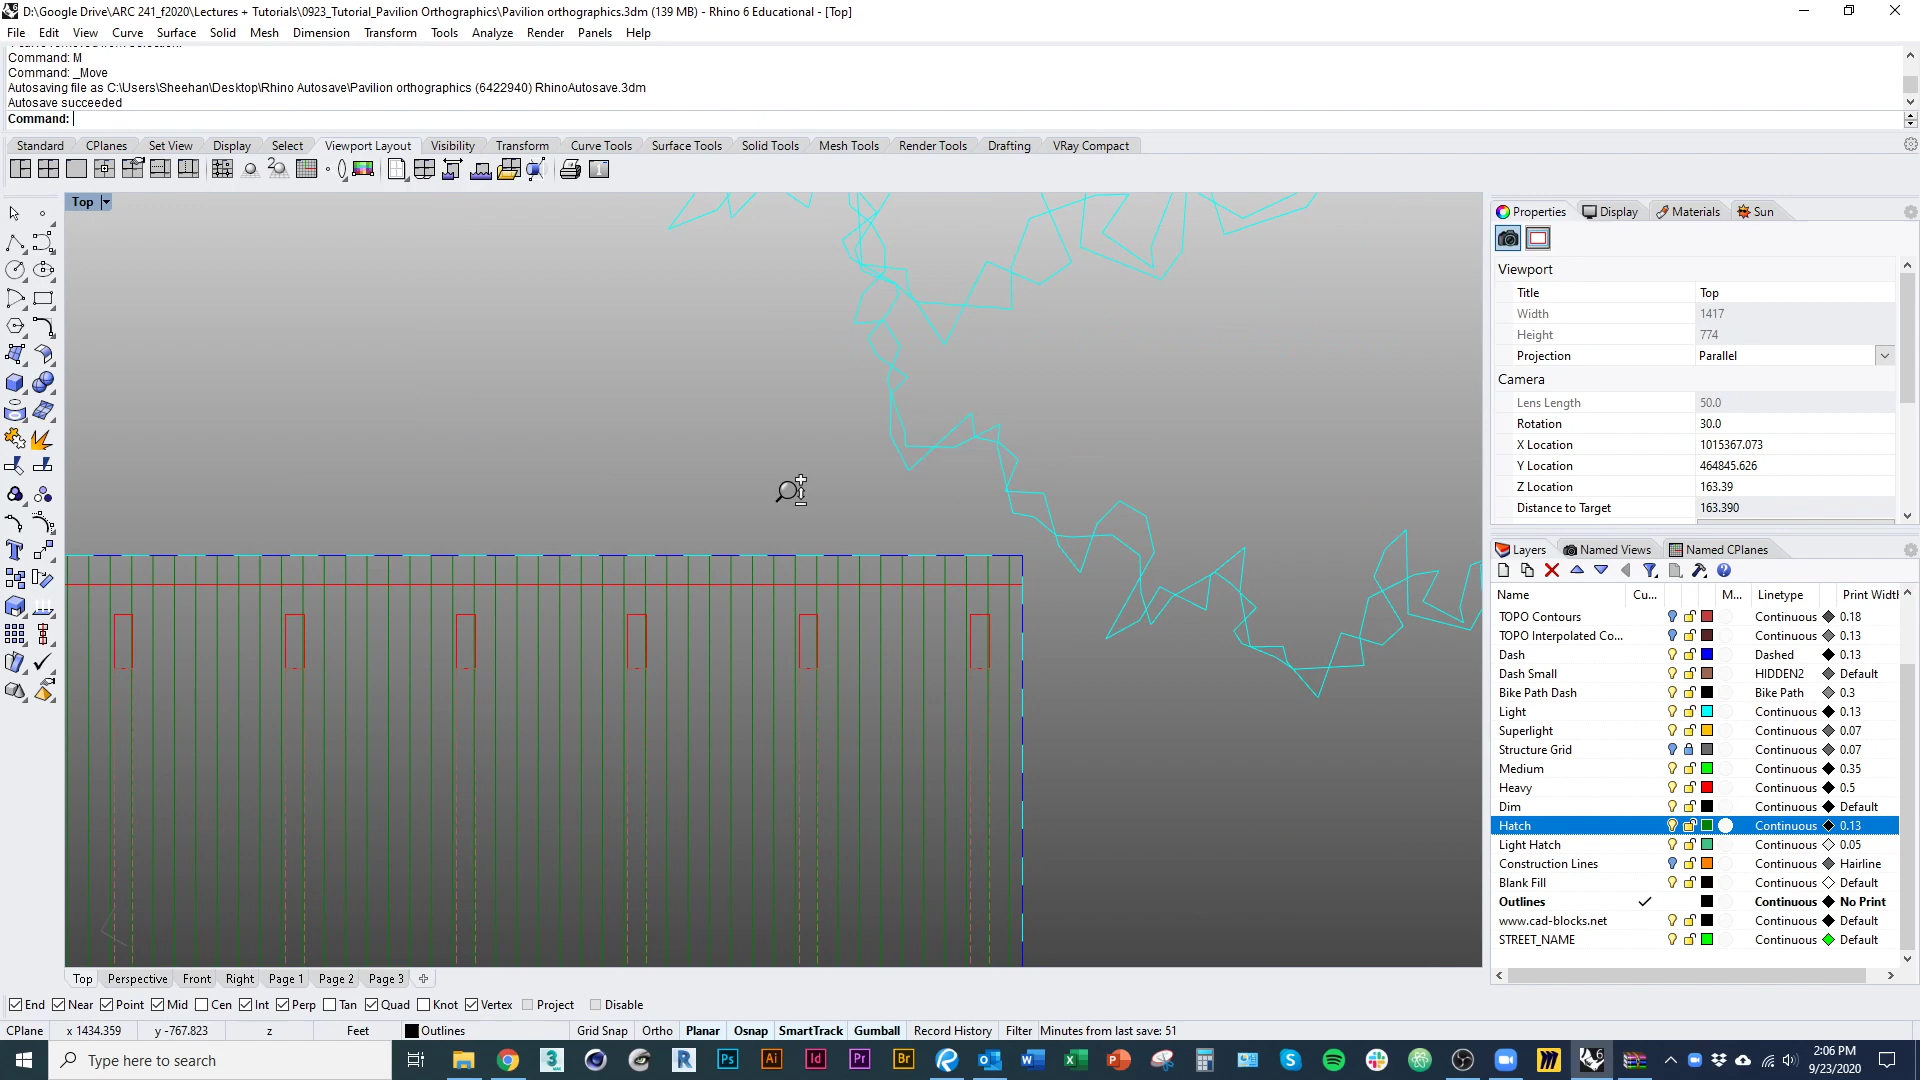 D:\Google Drive\ARC 241_f2020\Lectures + Tutorials\0923_Tutorial_Pavilion Orthographics\Pavilion orthographics.3dm (139 MB) - Rhino 6 Educational - [Top]
File Edit View Curve Surface Solid Mesh Dimension Transform Tools Analyze Render Panels Help
Command: M
Command: _Move
Autosaving file as C:\Users\Sheehan\Desktop\Rhino Autosave\Pavilion orthographics (6422940) RhinoAutosave.3dm
Autosave succeeded
Command:
Standard CPlanes Set View Display Select Viewport Layout Visibility Transform Curve Tools Surface Tools Solid Tools Mesh Tools Render Tools Drafting VRay Compact
Top
Properties Display Materials Sun
Viewport
Title Top
Width 1417
Height 774
Projection Parallel
Camera
Lens Length 50.0
Rotation 30.0
X Location 1015367.073
Y Location 464845.626
Z Location 163.39
Distance to Target 163.390
Layers Named Views Named CPlanes
Name Cu... M... Linetype Print Width
TOPO Contours Continuous 0.18
TOPO Interpolated Co... Continuous 0.13
Dash Dashed 0.13
Dash Small HIDDEN2 Default
Bike Path Dash Bike Path 0.3
Light Continuous 0.13
Superlight Continuous 0.07
Structure Grid Continuous 0.07
Medium Continuous 0.35
Heavy Continuous 0.5
Dim Continuous Default
Hatch Continuous 0.13
Light Hatch Continuous 0.05
Construction Lines Continuous Hairline
Blank Fill Continuous Default
Outlines Continuous No Print
www.cad-blocks.net Continuous Default
STREET_NAME Continuous Default
Top Perspective Front Right Page 1 Page 2 Page 3
End Near Point Mid Cen Int Perp Tan Quad Knot Vertex Project Disable
CPlane x 1434.359 y -767.823 z Feet Outlines Grid Snap Ortho Planar Osnap SmartTrack Gumball Record History Filter Minutes from last save: 51
Type here to search
2:06 PM
9/23/2020